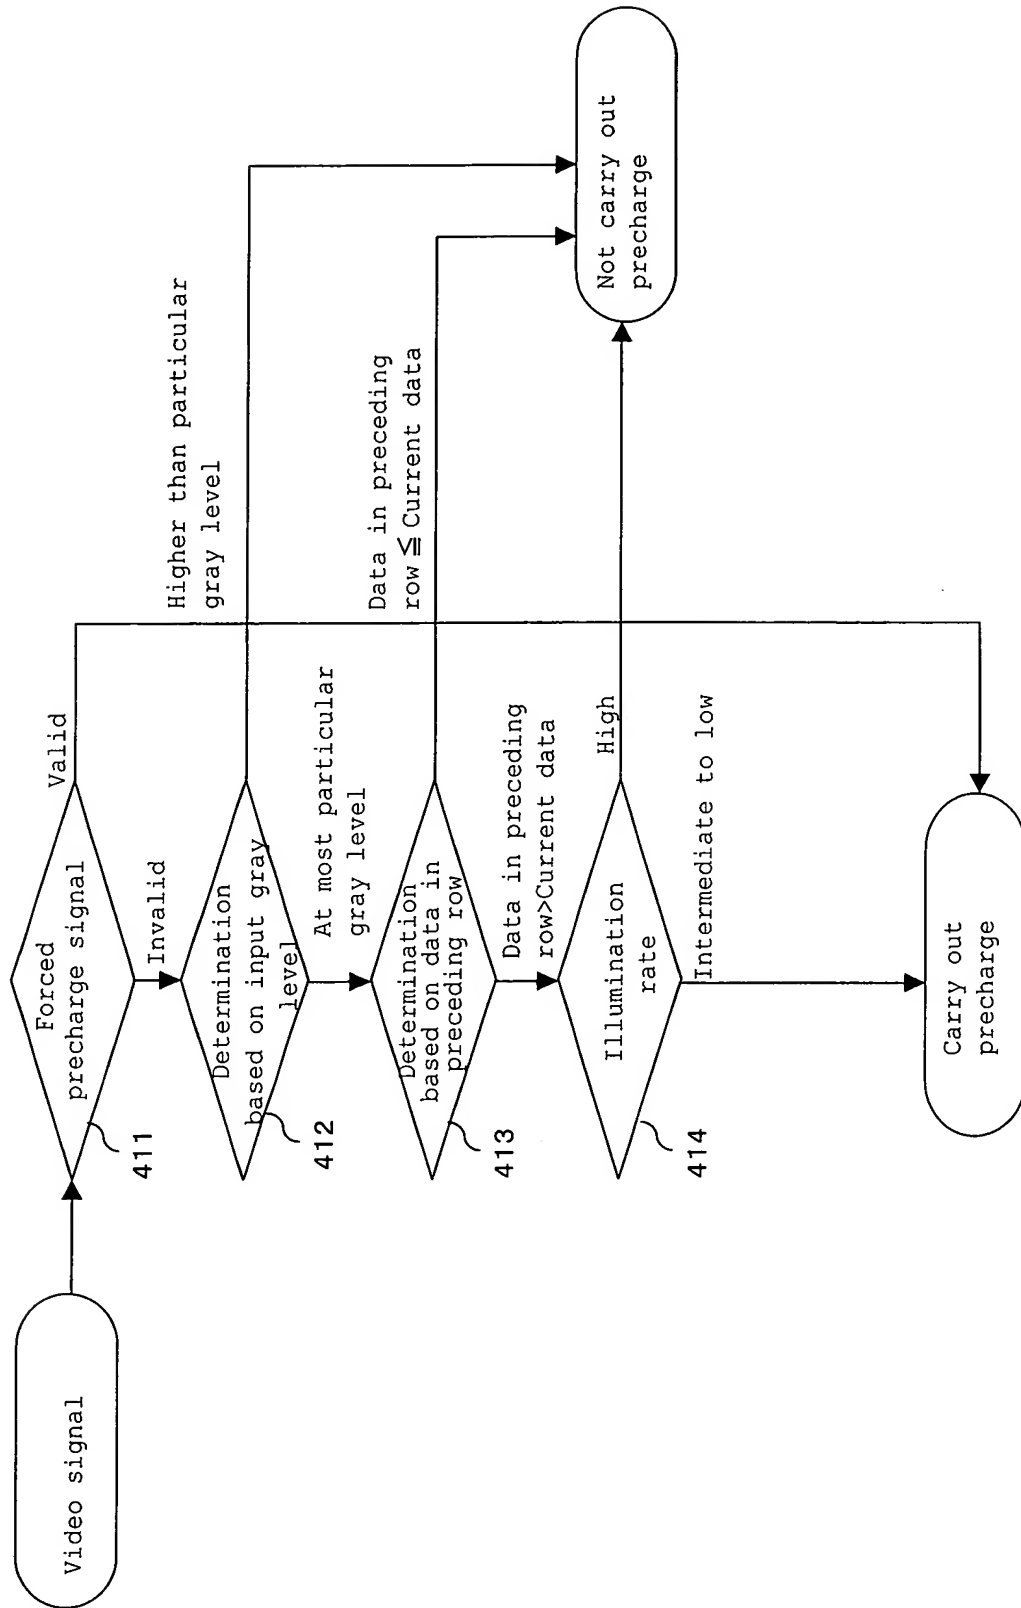 Video signal
Forced
precharge signal
411
Valid
Invalid
Determination
based on input gray
level
412
Higher than particular
gray level
At most particular
gray level
Determination
based on data in
preceding row
413
Data in preceding
row ≦ Current data
Data in preceding
row>Current data
Illumination
rate
414
High
Intermediate to low
Not carry out
precharge
Carry out
precharge